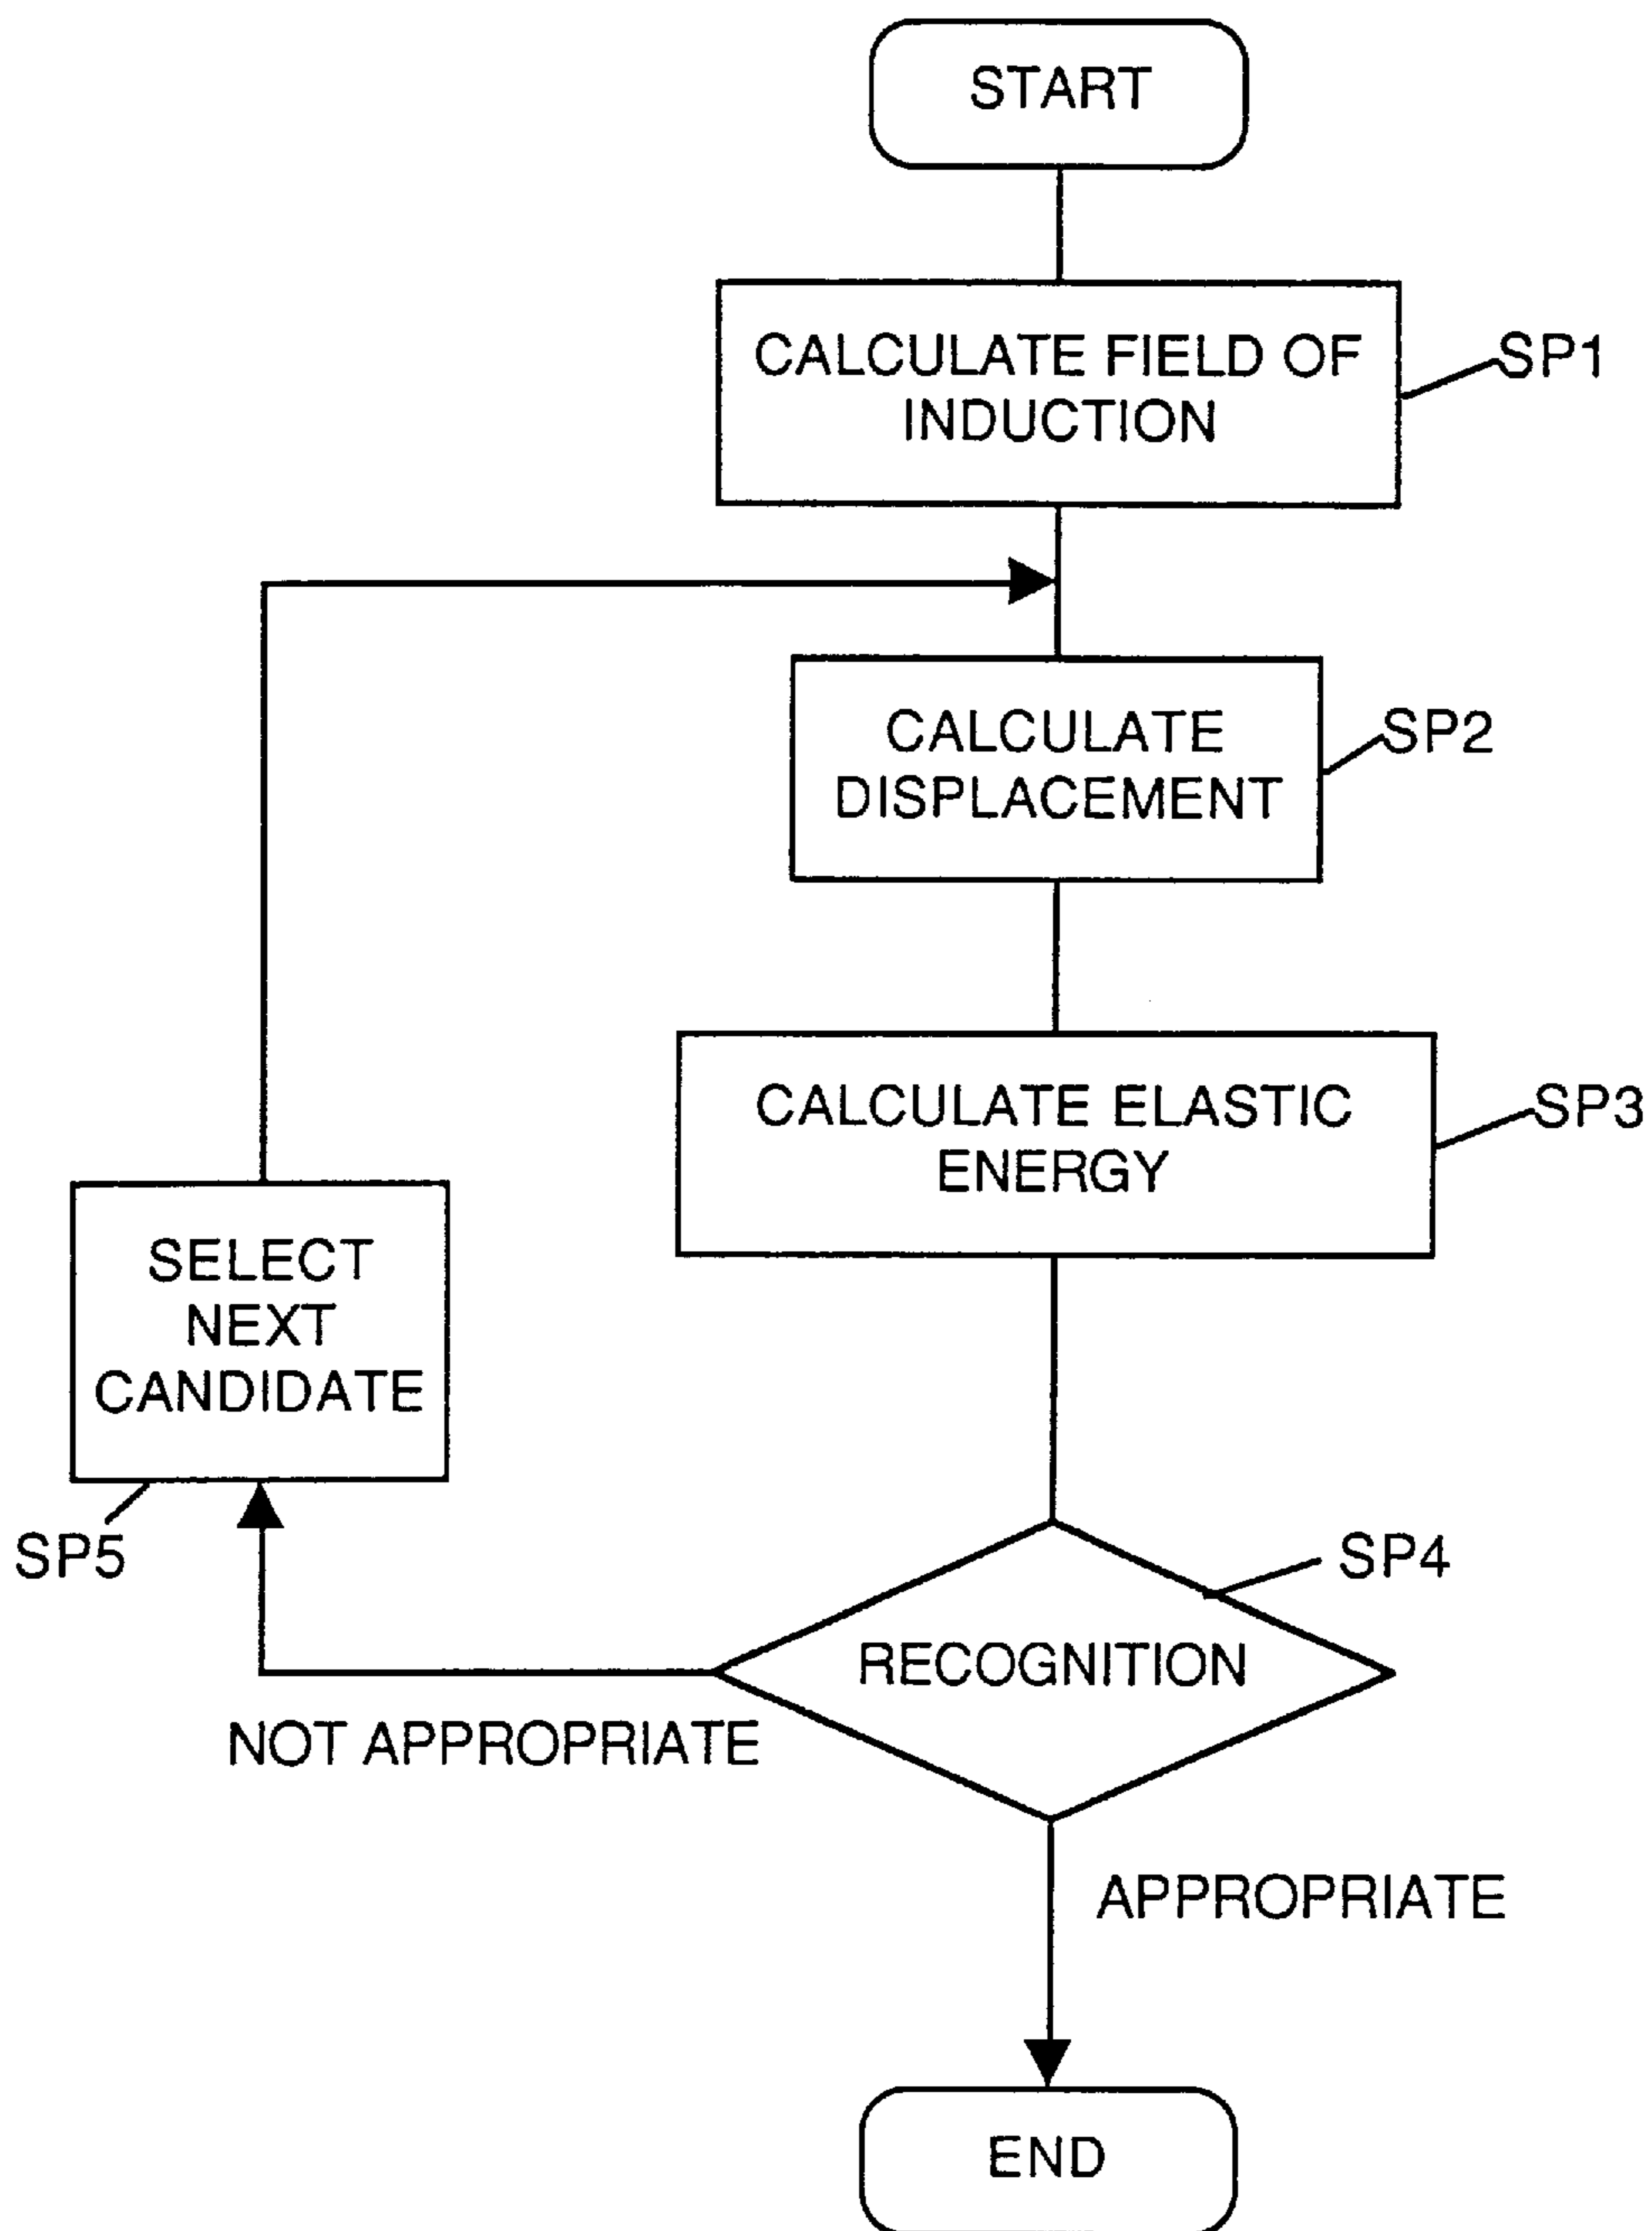 START
CALCULATE FIELD OF
INDUCTION
SP1
CALCULATE
DISPLACEMENT
SP2
CALCULATE ELASTIC
ENERGY
SP3
SELECT
NEXT
CANDIDATE
SP5
SP4
RECOGNITION
NOT APPROPRIATE
APPROPRIATE
END